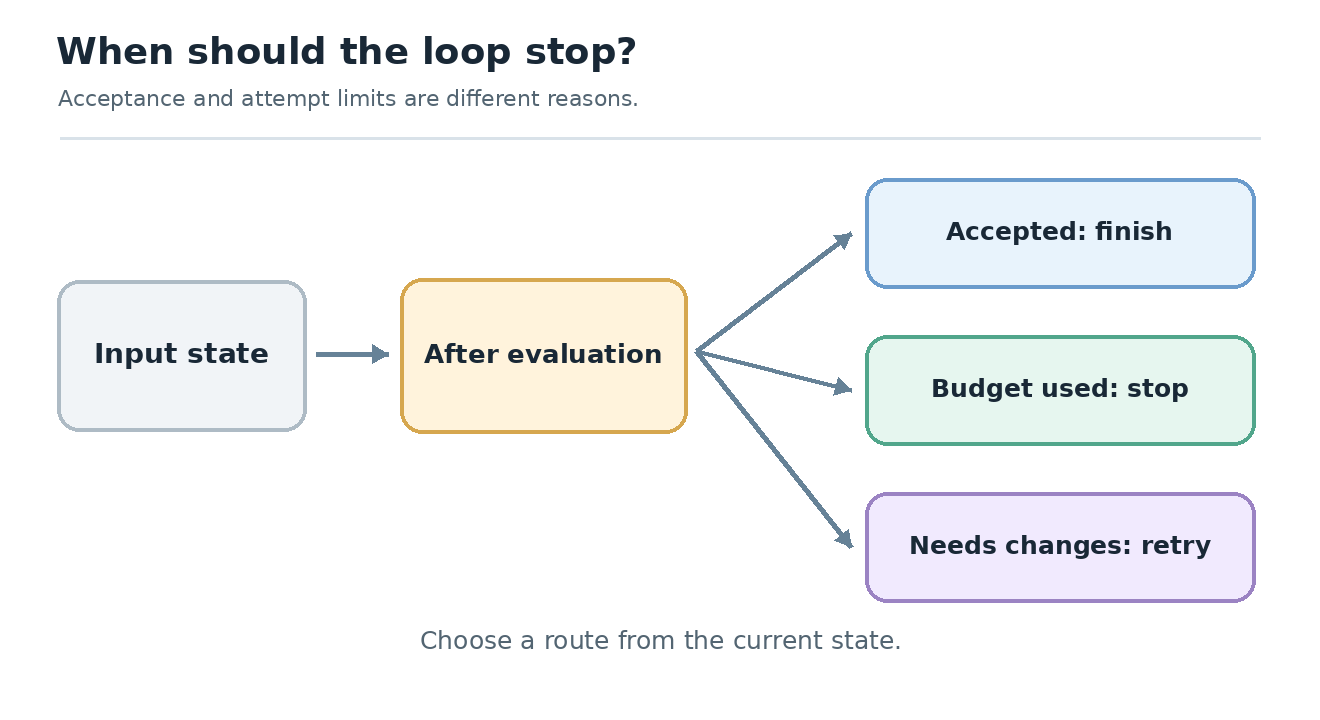 When should the loop stop?
Acceptance and attempt limits are different reasons.
Input state
After evaluation
Accepted: finish
Budget used: stop
Needs changes: retry
Choose a route from the current state.